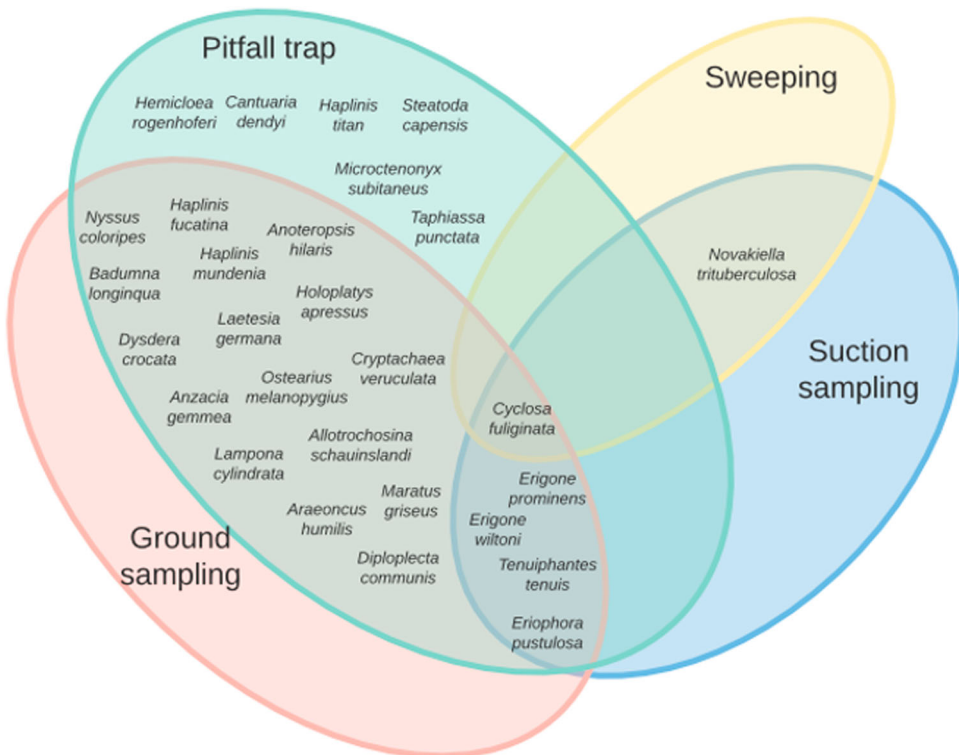 Pitfall trap
Sweeping
Hemicloea
rogenhoferi
Cantuaria
dendyi
Haplinis
titan
Steatoda
capensis
Microctenonyx
subitaneus
Taphiassa
punctata
Nyssus
coloripes
Haplinis
fucatina
Anoteropsis
hilaris
Haplinis
mundenia
Badumna
longinqua
Holoplatys
apressus
Laetesia
germana
Dysdera
crocata
Cryptachaea
veruculata
Ostearius
melanopygius
Anzacia
gemmea
Allotrochosina
schauinslandi
Lampona
cylindrata
Maratus
griseus
Araeoncus
humilis
Diploplecta
communis
Novakiella
trituberculosa
Suction
sampling
Cyclosa
fuliginata
Erigone
prominens
Erigone
wiltoni
Tenuiphantes
tenuis
Eriophora
pustulosa
Ground
sampling